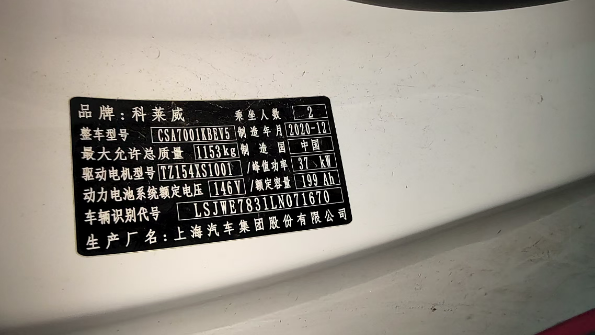 品牌:科莱威 乘坐人数 2
整车型号 CSA7001KBEV5 制造年月 2020-12
最大允许总质量 1153kg 制造国 中国
驱动电机型号 TZ154XS1001 /峰值功率 37 kW
动力电池系统额定电压 146V /额定容量 199 Ah
车辆识别代号 LSJWE7831LN071670
生产厂名:上海汽车集团股份有限公司